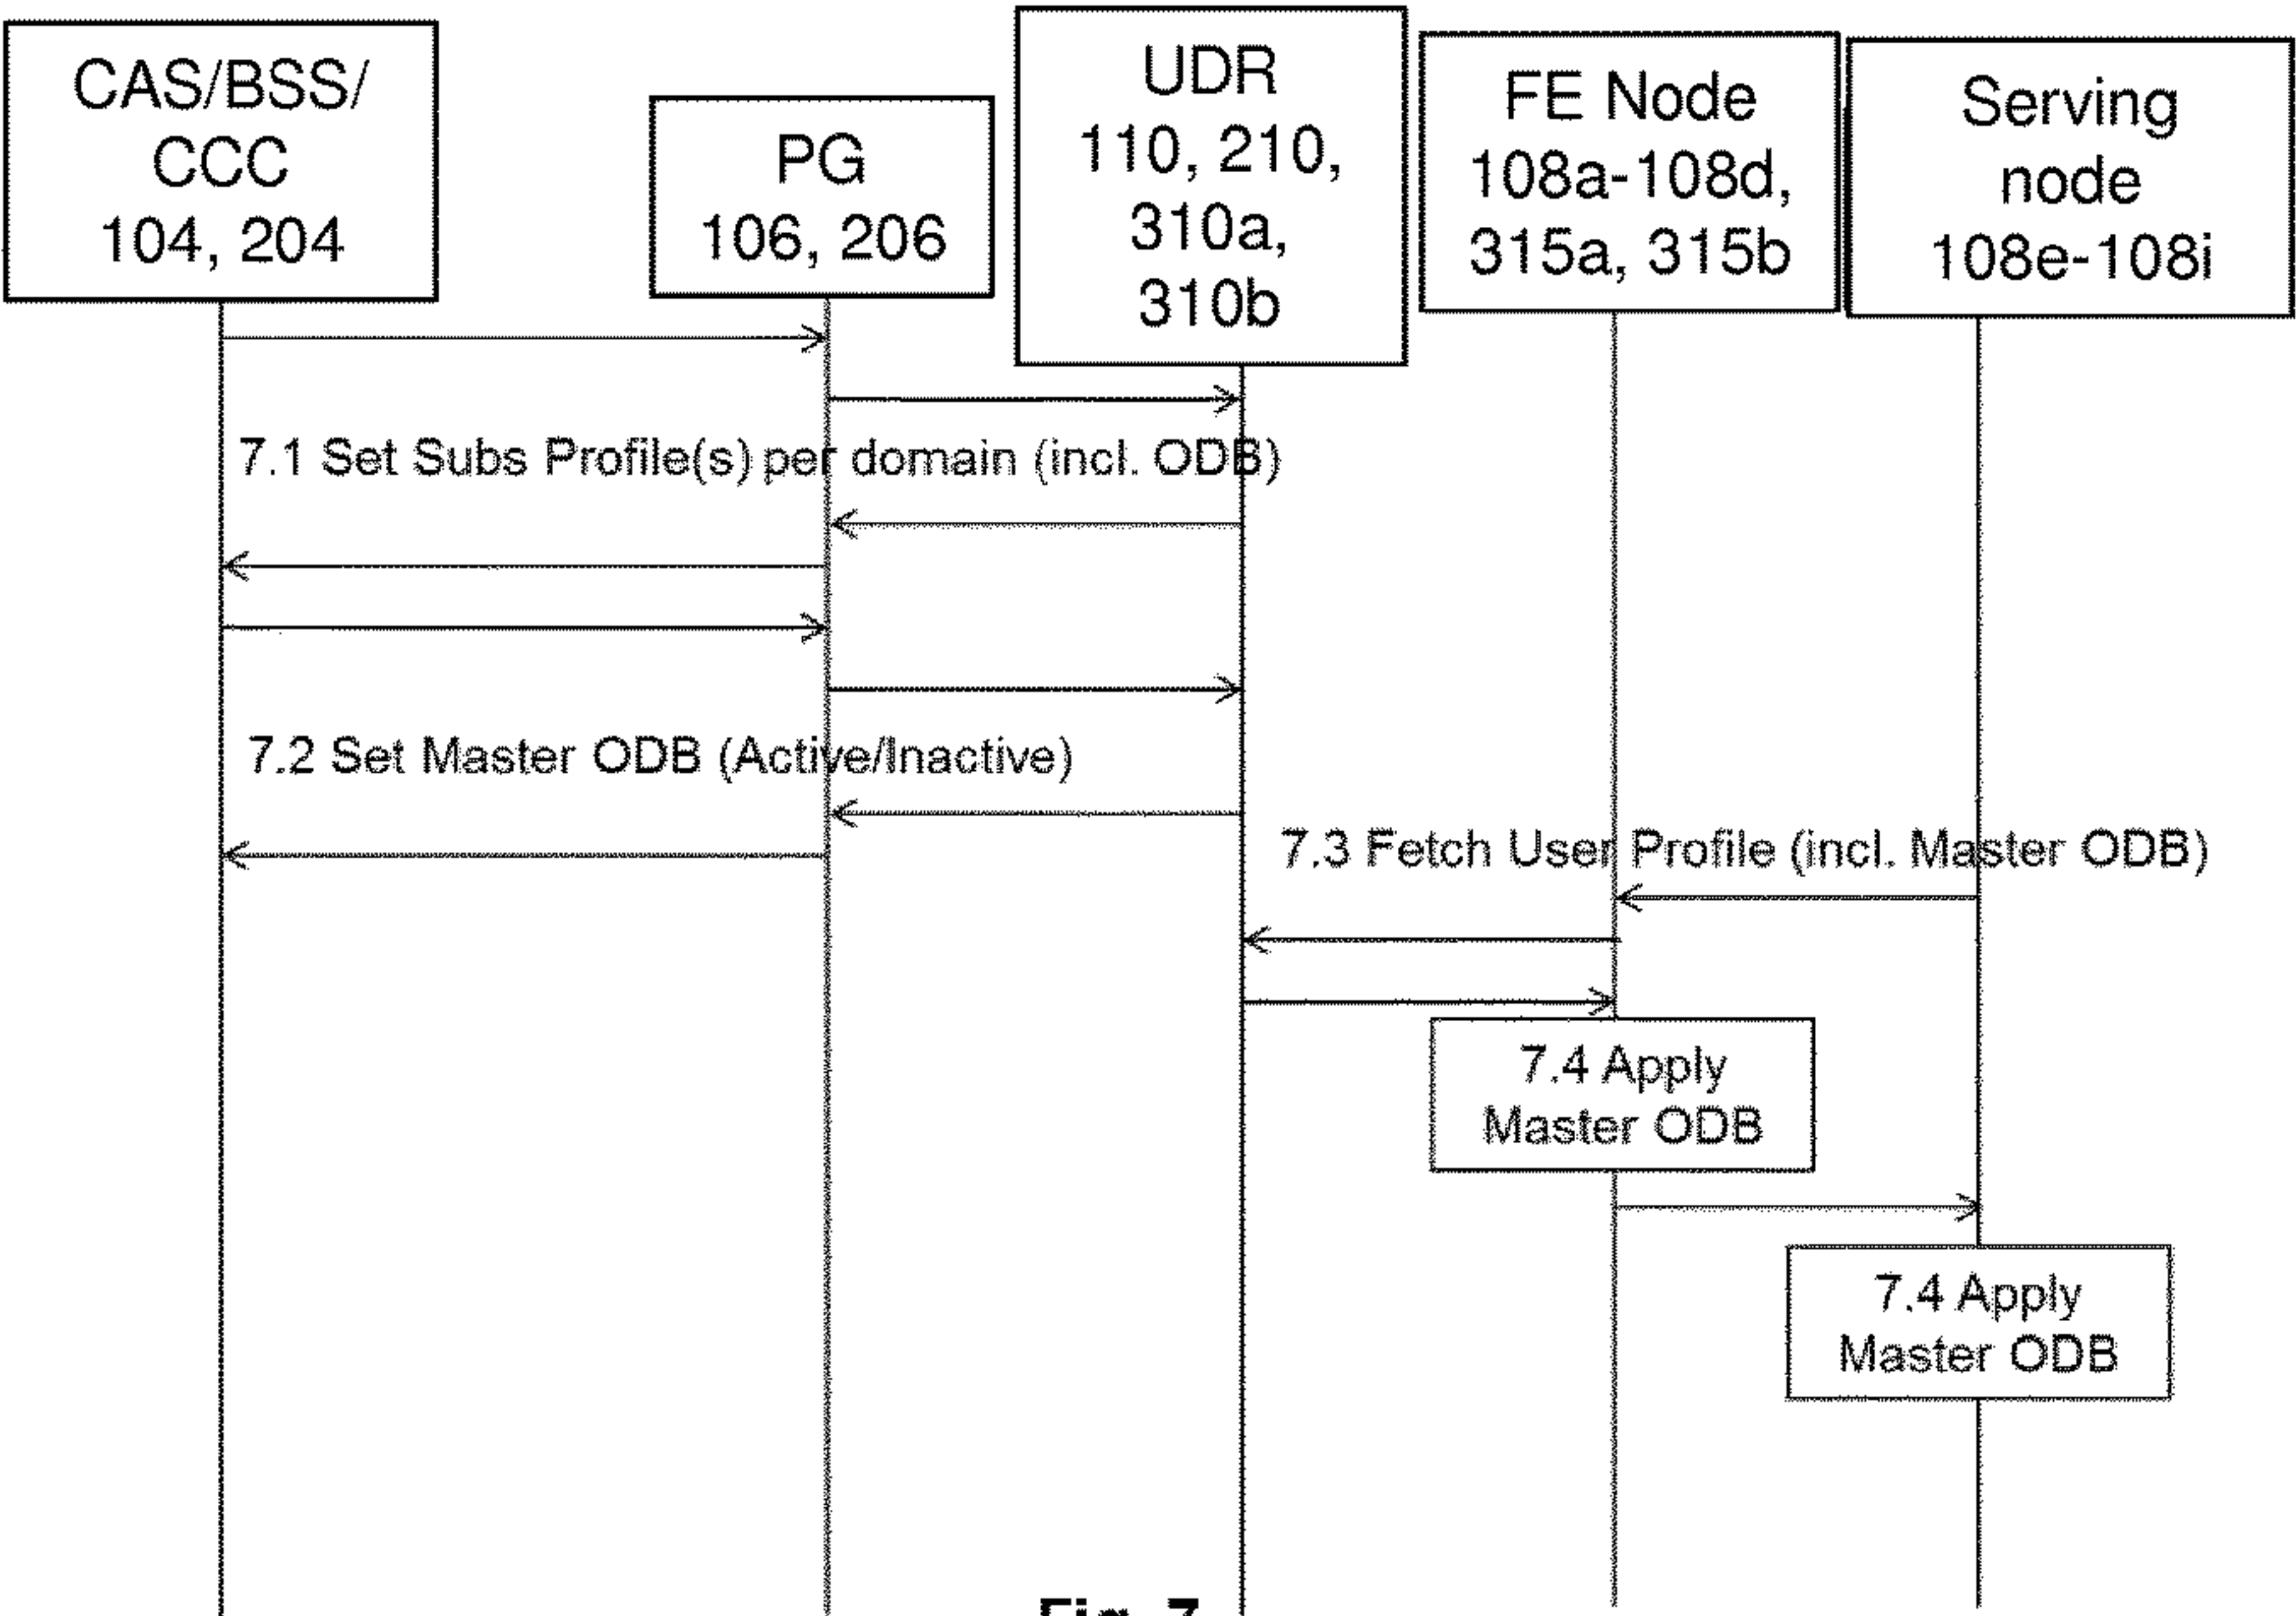 CAS/BSS/
CCC
104, 204
PG
106, 206
UDR
110, 210,
310a,
310b
FE Node
108a-108d,
315a, 315b
Serving
node
108e-108i
7.1 Set Subs Profile(s) per domain (incl. ODB)
7.2 Set Master ODB (Active/Inactive)
7.3 Fetch User Profile (incl. Master ODB)
7.4 Apply
Master ODB
7.4 Apply
Master ODB
Fig. 7